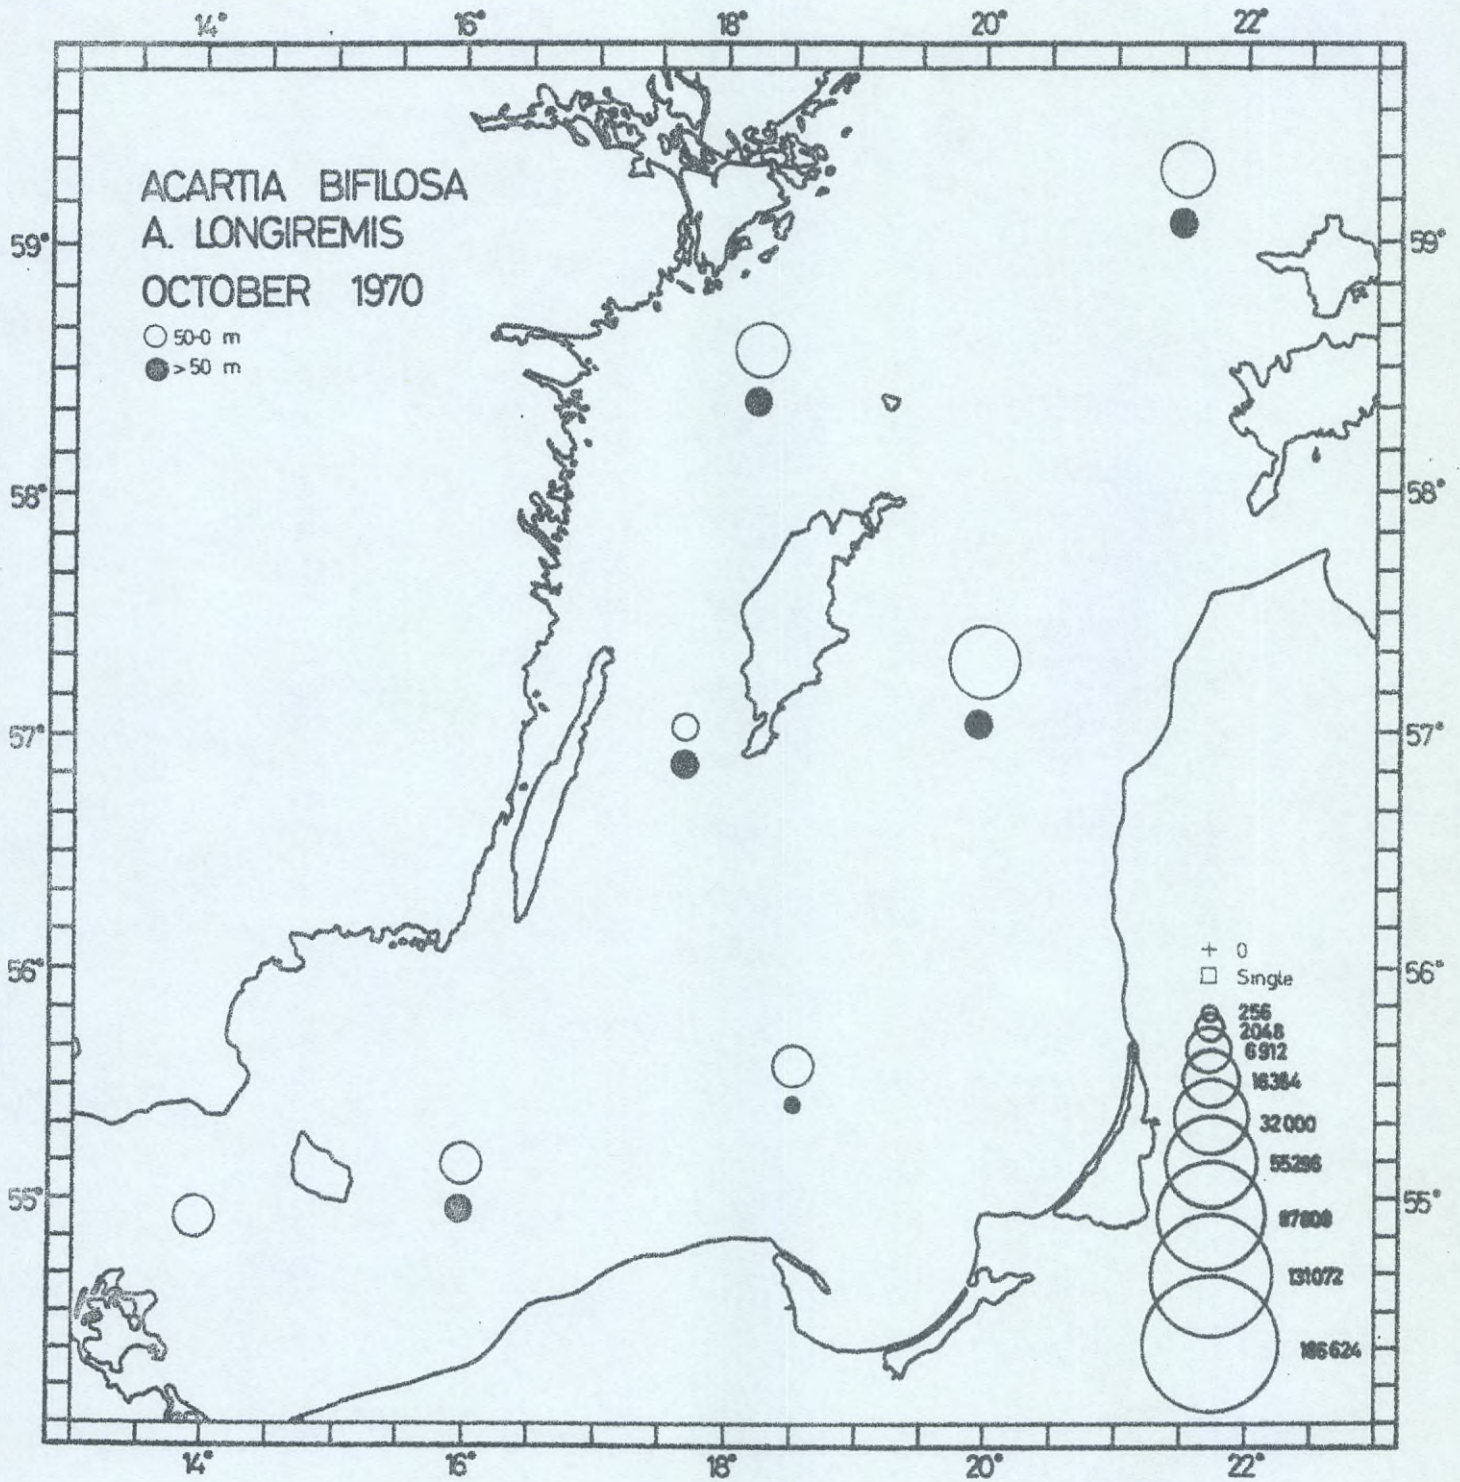 14° 16° 18° 20° 22°
ACARTIA BIFILOSA
A. LONGIREMIS
OCTOBER 1970
50-0 m
>50 m
59° 59°
58° 58°
57° 57°
56° 56°
55° 55°
+ 0
Single
256
2048
6912
16384
32000
55296
87808
131072
186624
14° 16° 18° 20° 22°